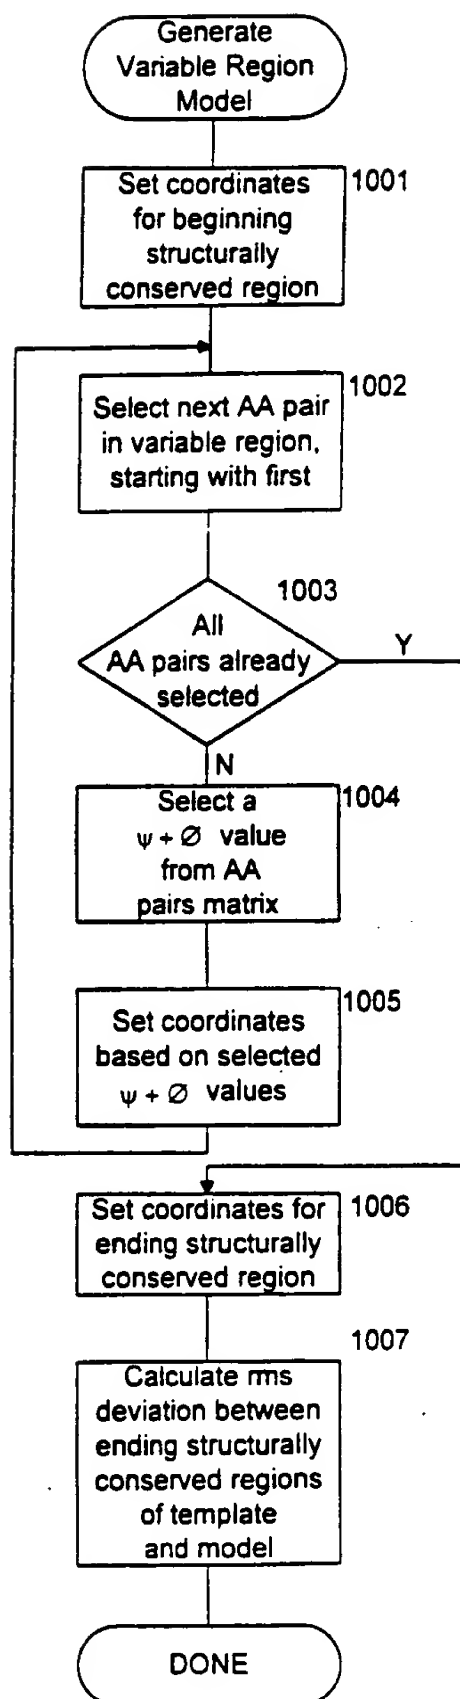 Generate
Variable Region
Model
1001
Set coordinates
for beginning
structurally
conserved region
1002
Select next AA pair
in variable region,
starting with first
1003
All
AA pairs already
selected
Y
N
1004
Select a
ψ + Ø value
from AA
pairs matrix
1005
Set coordinates
based on selected
ψ + Ø values
1006
Set coordinates for
ending structurally
conserved region
1007
Calculate rms
deviation between
ending structurally
conserved regions
of template
and model
DONE